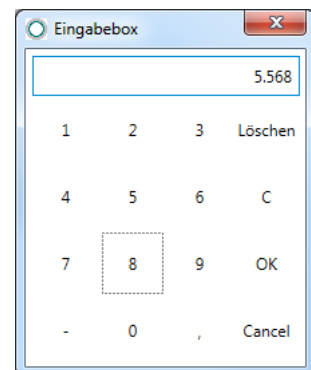 Eingabebox
5.568
1 2 3 Löschen
4 5 6 C
7 8 9 OK
- 0 , Cancel